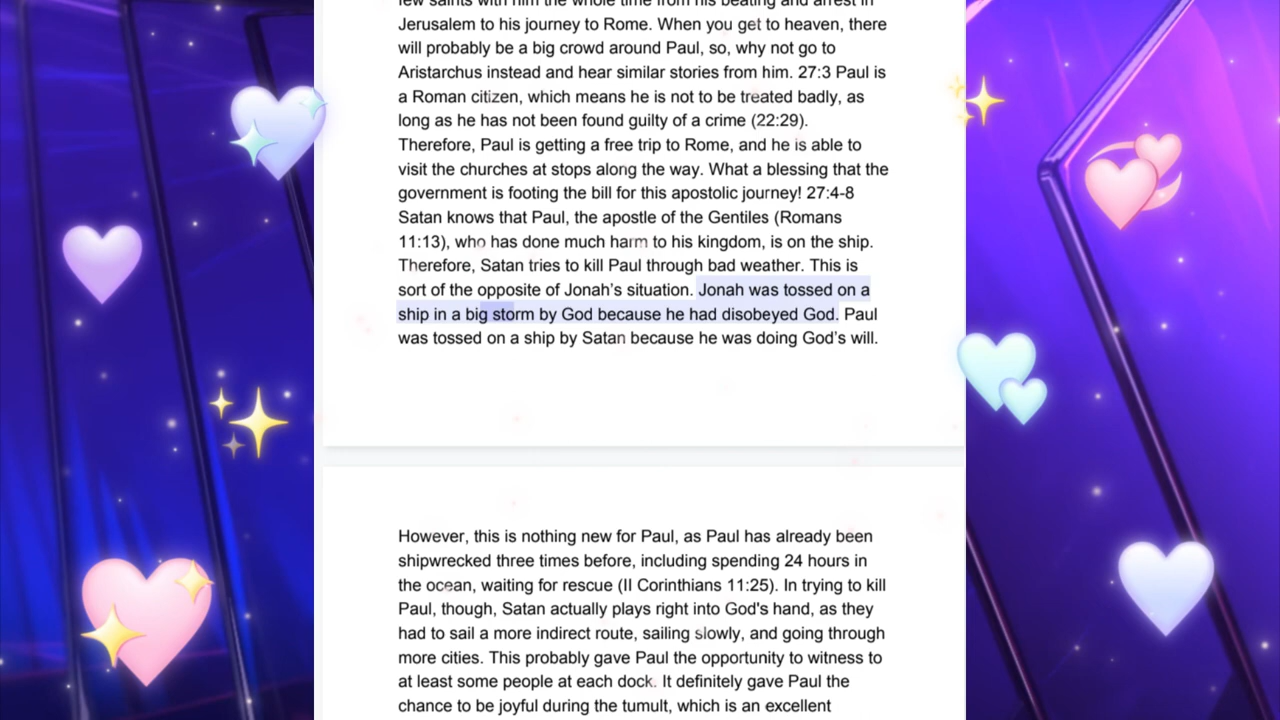 few saints with him the whole time from his beating and arrest in
Jerusalem to his journey to Rome. When you get to heaven, there
will probably be a big crowd around Paul, so, why not go to
Aristarchus instead and hear similar stories from him. 27:3 Paul is
a Roman citizen, which means he is not to be treated badly, as
long as he has not been found guilty of a crime (22:29).
Therefore, Paul is getting a free trip to Rome, and he is able to
visit the churches at stops along the way. What a blessing that the
government is footing the bill for this apostolic journey! 27:4-8
Satan knows that Paul, the apostle of the Gentiles (Romans
11:13), who has done much harm to his kingdom, is on the ship.
Therefore, Satan tries to kill Paul through bad weather. This is
sort of the opposite of Jonah’s situation. Jonah was tossed on a
ship in a big storm by God because he had disobeyed God. Paul
was tossed on a ship by Satan because he was doing God’s will.
However, this is nothing new for Paul, as Paul has already been
shipwrecked three times before, including spending 24 hours in
the ocean, waiting for rescue (II Corinthians 11:25). In trying to kill
Paul, though, Satan actually plays right into God's hand, as they
had to sail a more indirect route, sailing slowly, and going through
more cities. This probably gave Paul the opportunity to witness to
at least some people at each dock. It definitely gave Paul the
chance to be joyful during the tumult, which is an excellent